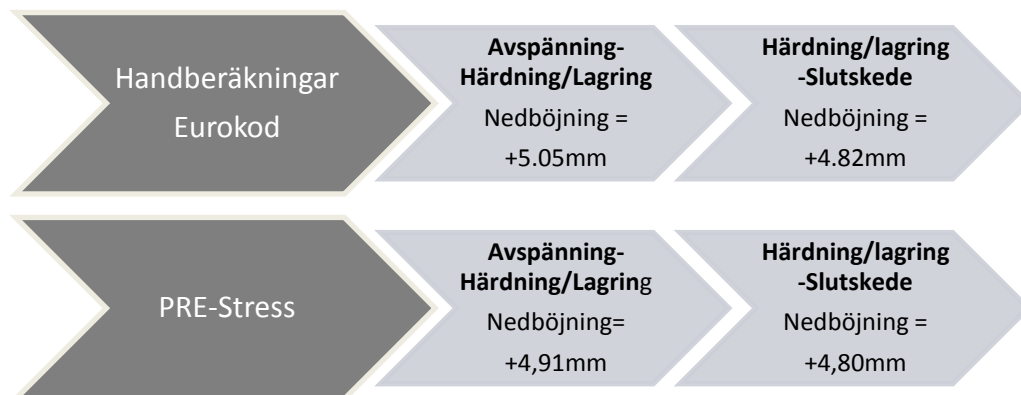 Handberäkningar
Eurokod
Avspänning-
Härdning/Lagring
Nedböjning =
+5.05mm
Härdning/lagring
-Slutskede
Nedböjning =
+4.82mm
PRE-Stress
Avspänning-
Härdning/Lagring
Nedböjning=
+4,91mm
Härdning/lagring
-Slutskede
Nedböjning =
+4,80mm